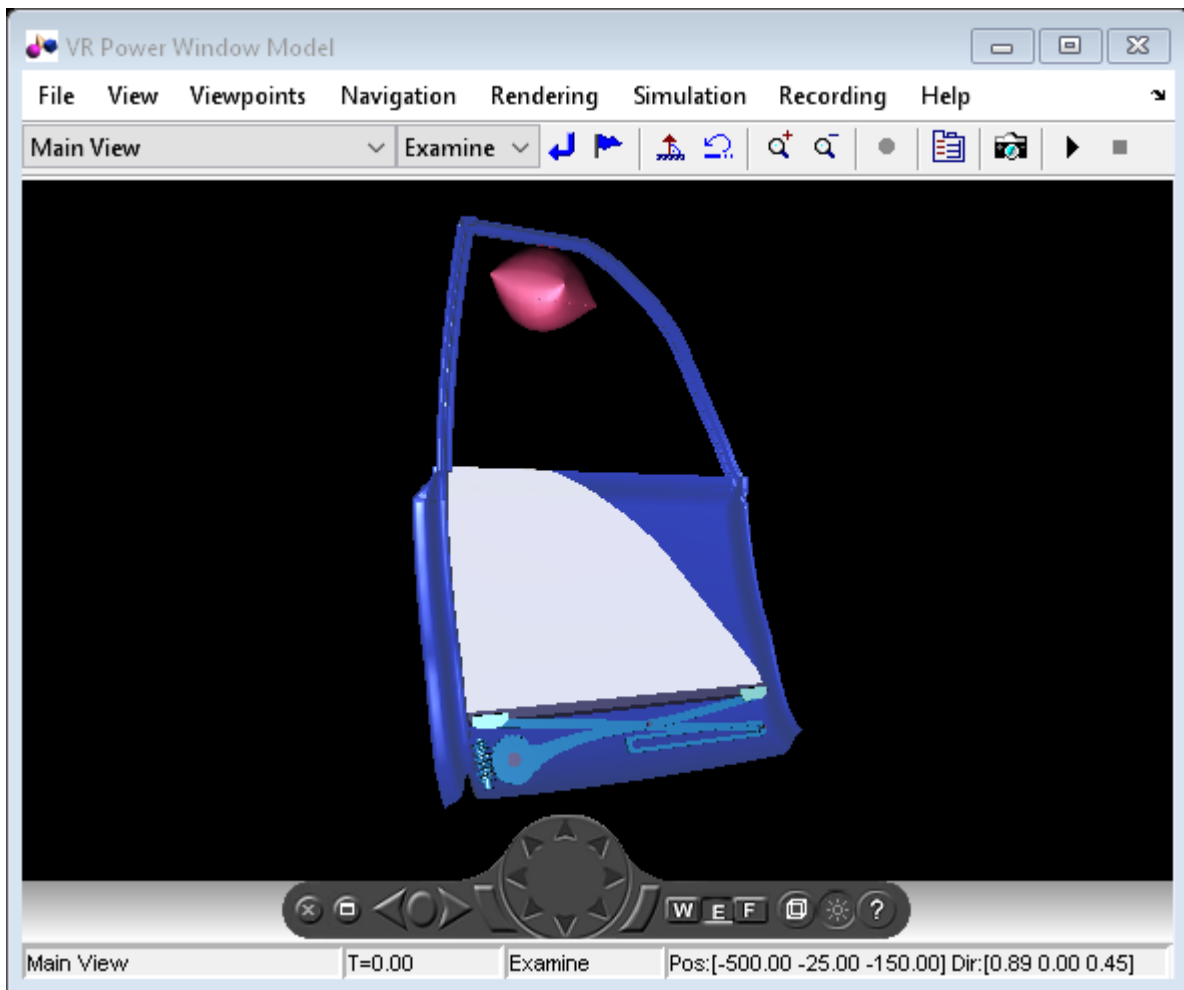 VR Power Window Model
File View Viewpoints Navigation Rendering Simulation Recording Help
Main View Examine
W E F ?
Main View T=0.00 Examine Pos:[-500.00 -25.00 -150.00] Dir:[0.89 0.00 0.45]